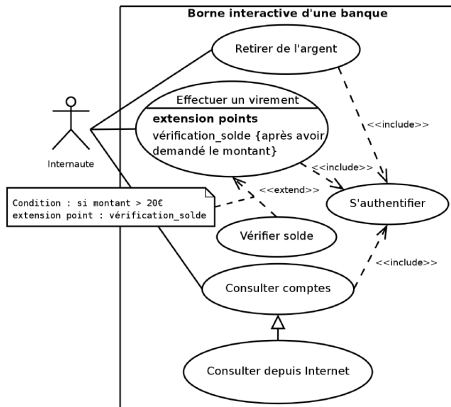 Borne interactive d'une banque
Retirer de l'argent
Effectuer un virement
extension points
vérification_solde {après avoir
demandé le montant}
<<include>>
Internaute
<<include>>
<<extend>>
Condition : si montant > 20€
extension point : vérification_solde
S'authentifier
Vérifier solde
<<include>>
Consulter comptes
Consulter depuis Internet